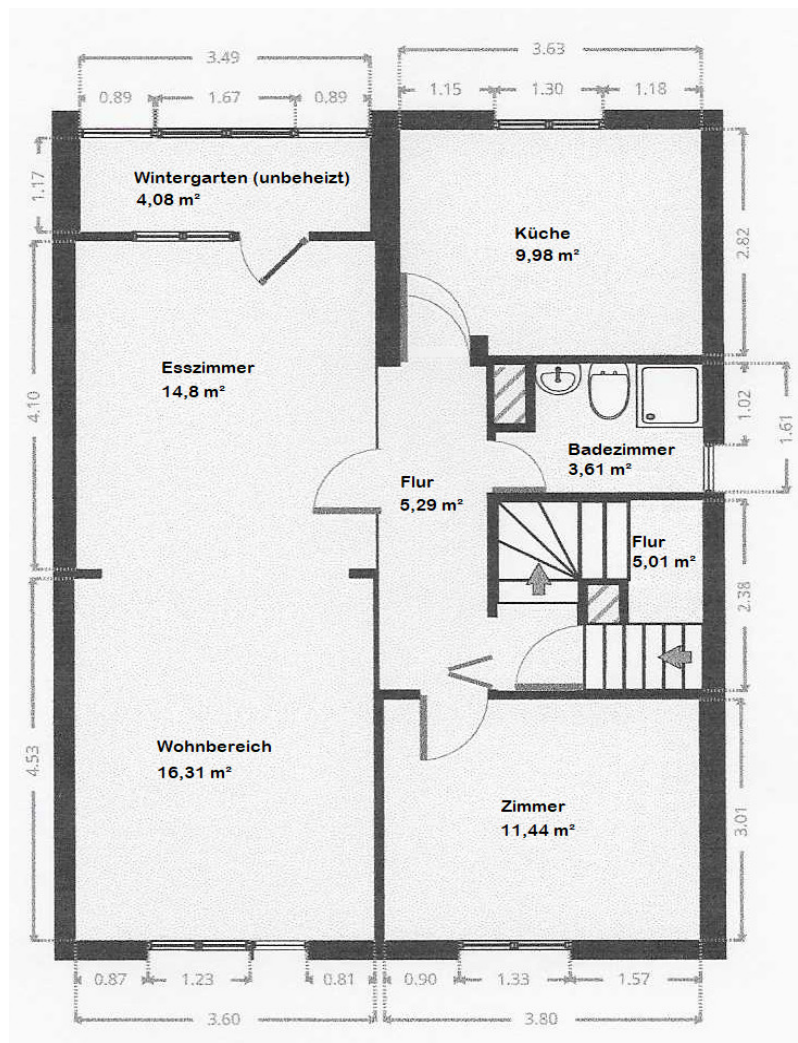 3.49
3.63
0.89
1.67
0.89
1.15
1.30
1.18
1.17
Wintergarten (unbeheizt)
4,08 m²
Küche
9,98 m²
2.82
Esszimmer
14,8 m²
4.10
1.02
1.61
Badezimmer
3,61 m²
Flur
5,29 m²
Flur
5,01 m²
2.38
Wohnbereich
16,31 m²
4.53
Zimmer
11,44 m²
3.01
0.87
1.23
0.81
0.90
1.33
1.57
3.60
3.80